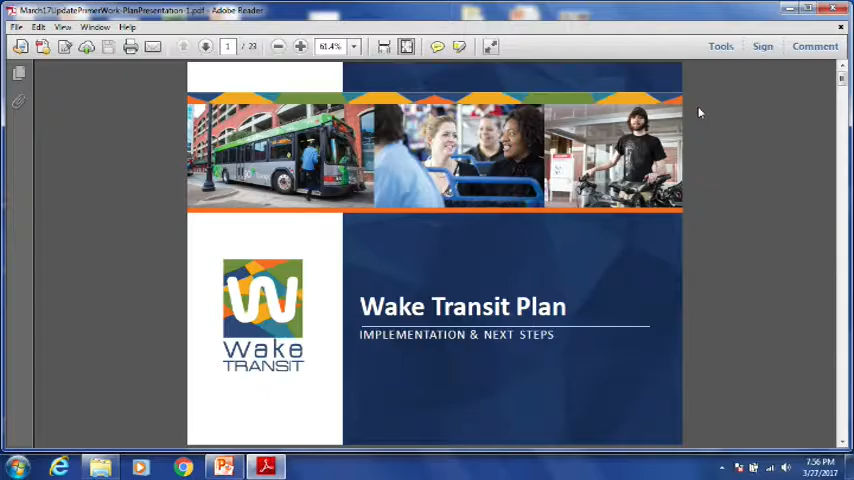 March17UpdatePrimerWork-PlanPresentation-1.pdf - Adobe Reader
File Edit View Window Help
1 / 23 61.4% Tools Sign Comment
W
Wake
TRANSIT
Wake Transit Plan
IMPLEMENTATION & NEXT STEPS
7:56 PM
3/27/2017